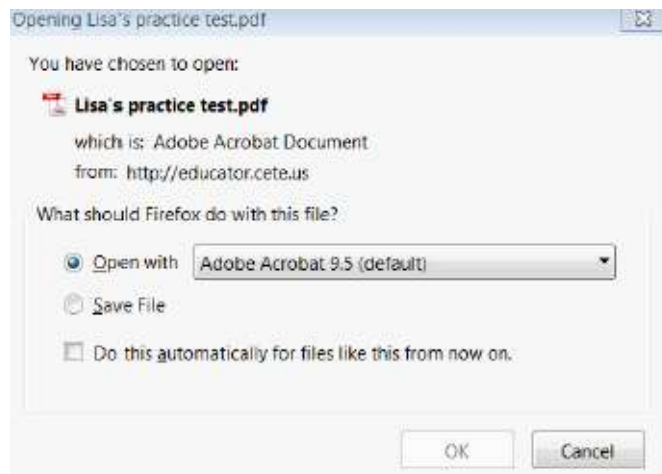 Opening Lisa's practice test.pdf
You have chosen to open:
Lisa's practice test.pdf
which is: Adobe Acrobat Document
from: http://educator.cete.us
What should Firefox do with this file?
Open with Adobe Acrobat 9.5 (default)
Save File
Do this automatically for files like this from now on.
OK Cancel